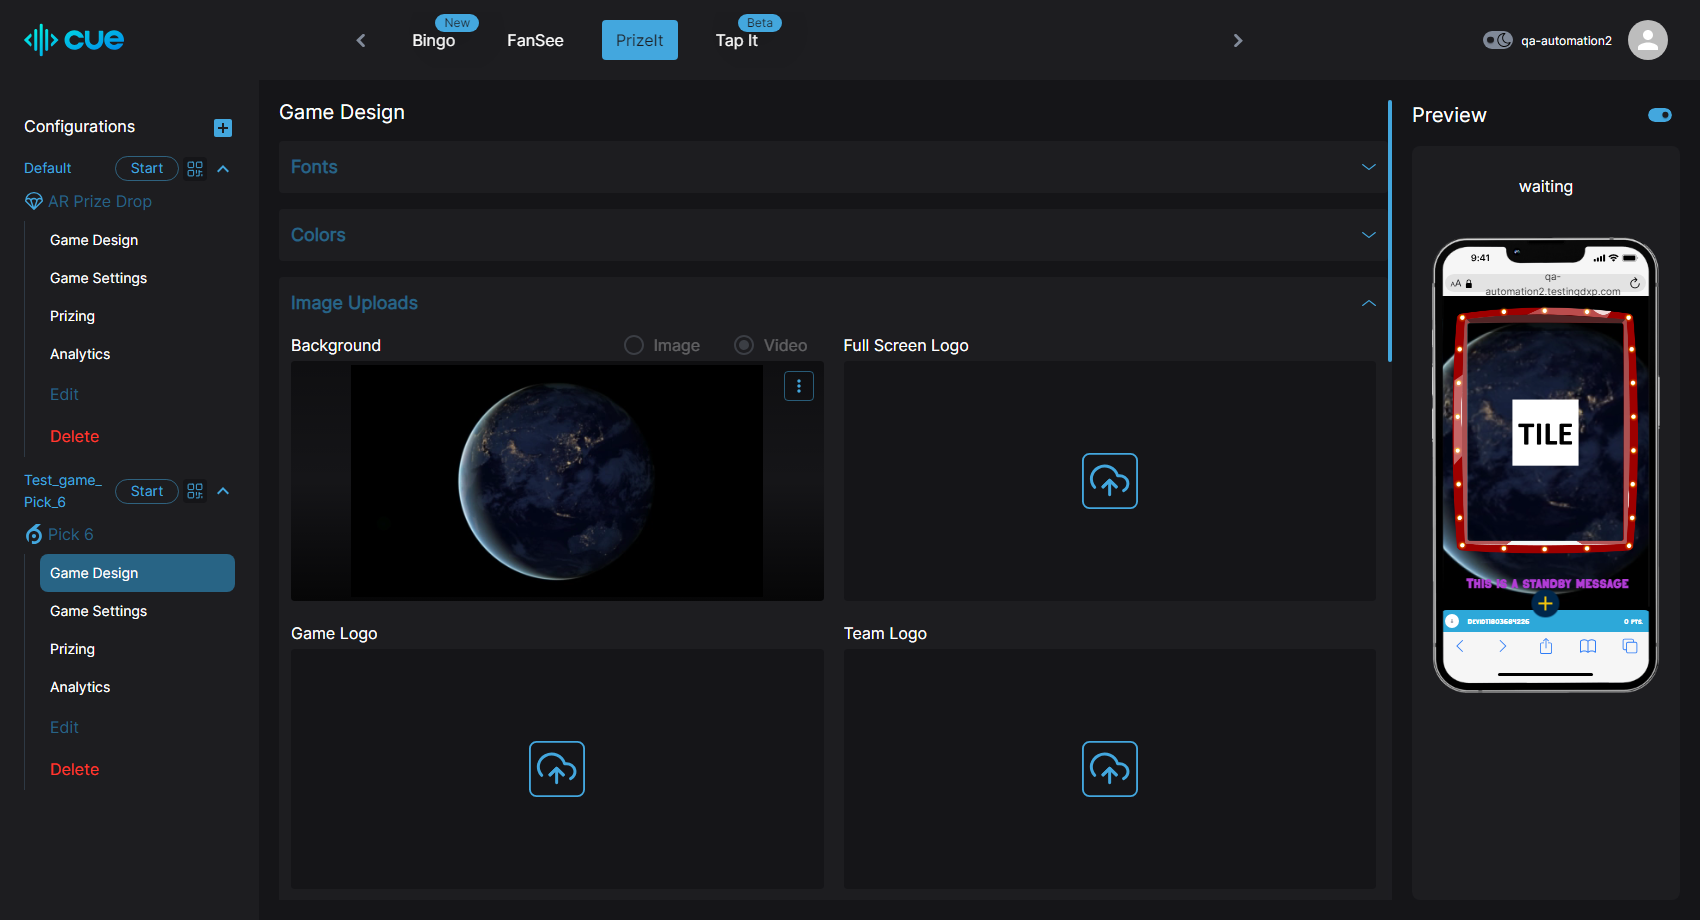 cue
New
Bingo
FanSee
PrizeIt
Beta
Tap It
qa-automation2
Configurations
Default
Start
AR Prize Drop
Game Design
Game Settings
Prizing
Analytics
Edit
Delete
Test_game_
Pick_6
Start
Pick 6
Game Design
Game Settings
Prizing
Analytics
Edit
Delete
Game Design
Fonts
Colors
Image Uploads
Background
Image
Video
Full Screen Logo
Game Logo
Team Logo
Preview
waiting
9:41
AA
qa-
automation2.testingdxp.com
TILE
This is a standby message
0 PTS.